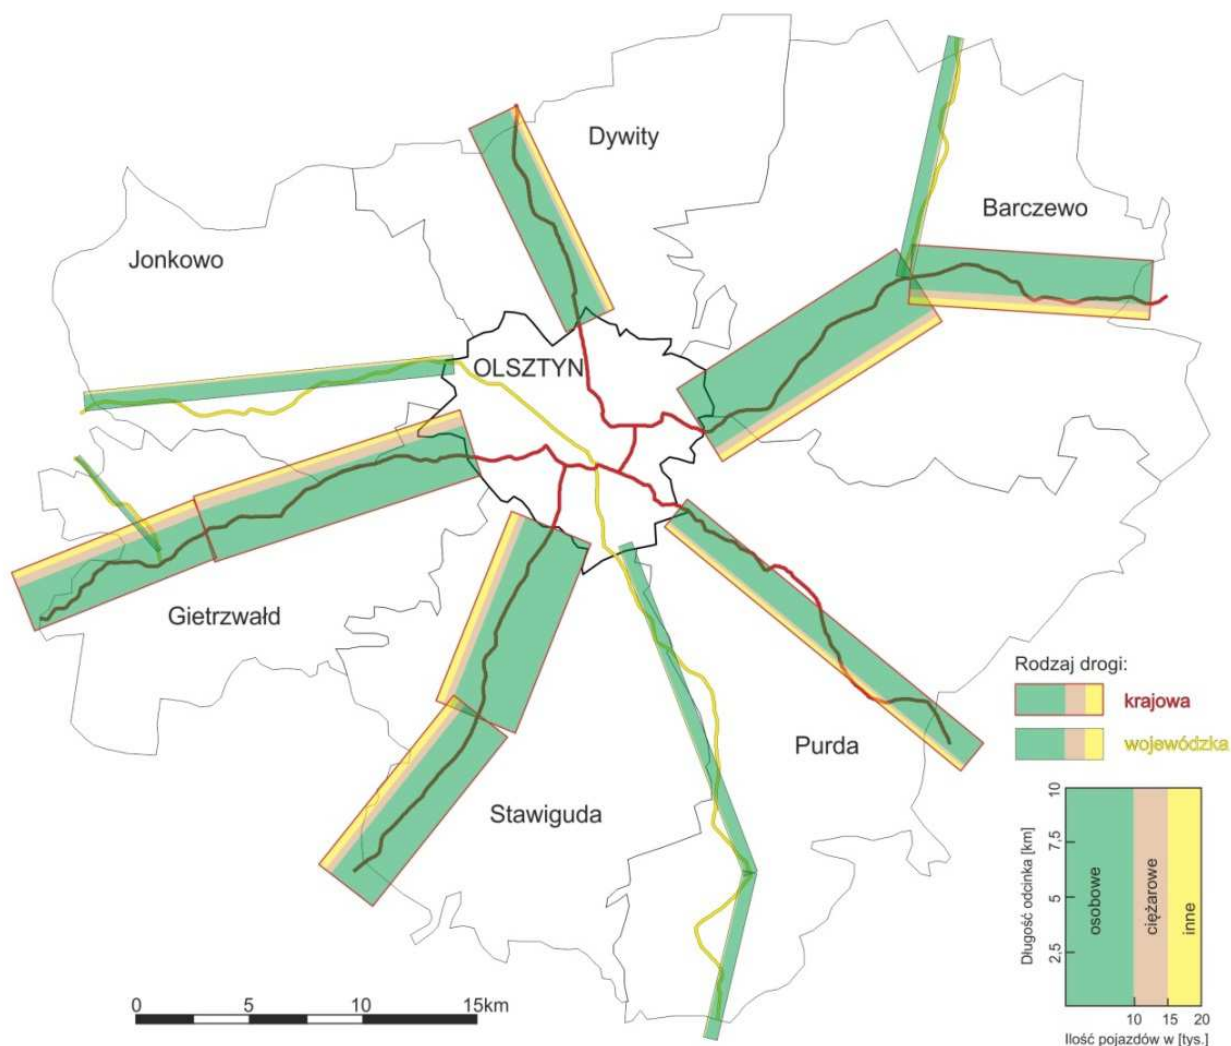 Dywity
Barczewo
Jonkowo
OLSZTYN
Gietrzwałd
Rodzaj drogi:
krajowa
wojewódzka
Purda
Stawiguda
Długość odcinka [km]
10
7,5
5
2,5
osobowe
ciężarowe
inne
10 15 20
Ilość pojazdów w [tys.]
0 5 10 15km